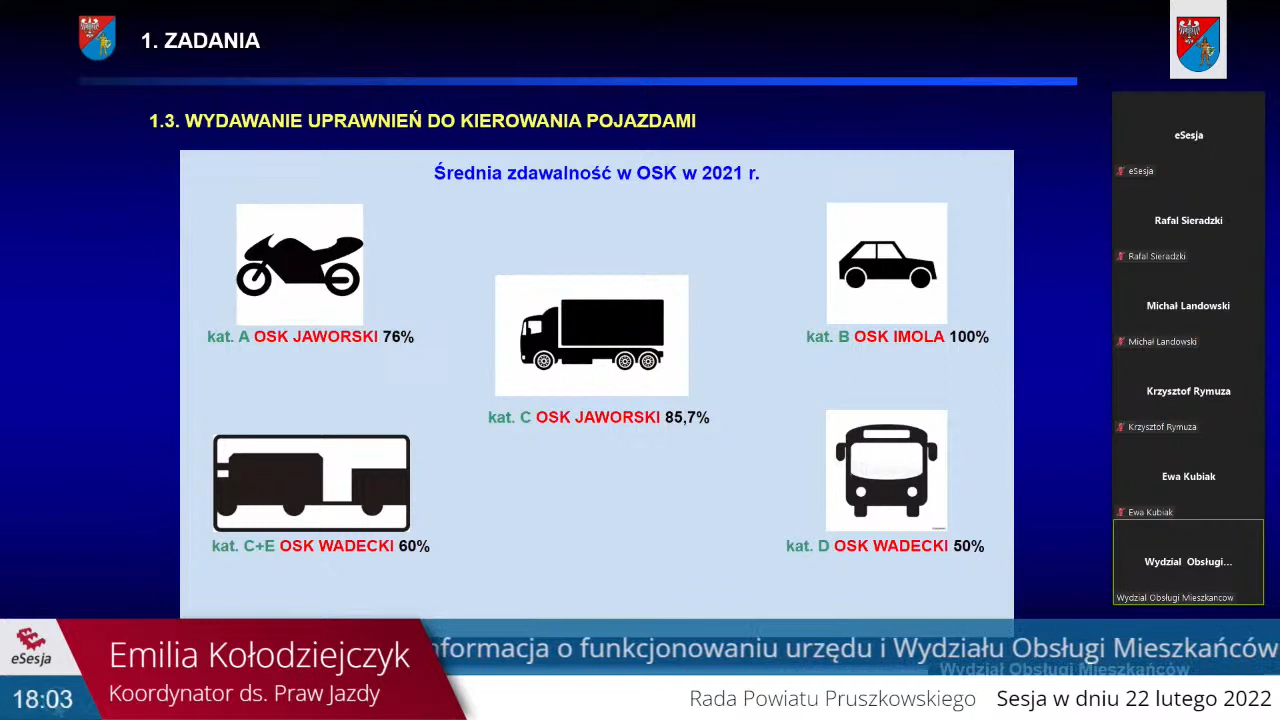 1. ZADANIA
1.3. WYDAWANIE UPRAWNIEŃ DO KIEROWANIA POJAZDAMI
Średnia zdawalność w OSK w 2021 r.
kat. A OSK JAWORSKI 76%
kat. B OSK IMOLA 100%
kat. C OSK JAWORSKI 85,7%
kat. C+E OSK WADECKI 60%
kat. D OSK WADECKI 50%
eSesja
eSesja
Rafal Sieradzki
Rafal Sieradzki
Michał Landowski
Michał Landowski
Krzysztof Rymuza
Krzysztof Rymuza
Ewa Kubiak
Ewa Kubiak
Wydzial Obsługi...
Wydzial Obsługi Mieszkancow
eSesja
18:03
Emilia Kołodziejczyk
Koordynator ds. Praw Jazdy
nformacja o funkcjonowaniu urzędu i Wydziału Obsługi Mieszkańców
Wydział Obsługi Mieszkańców
Rada Powiatu Pruszkowskiego Sesja w dniu 22 lutego 2022